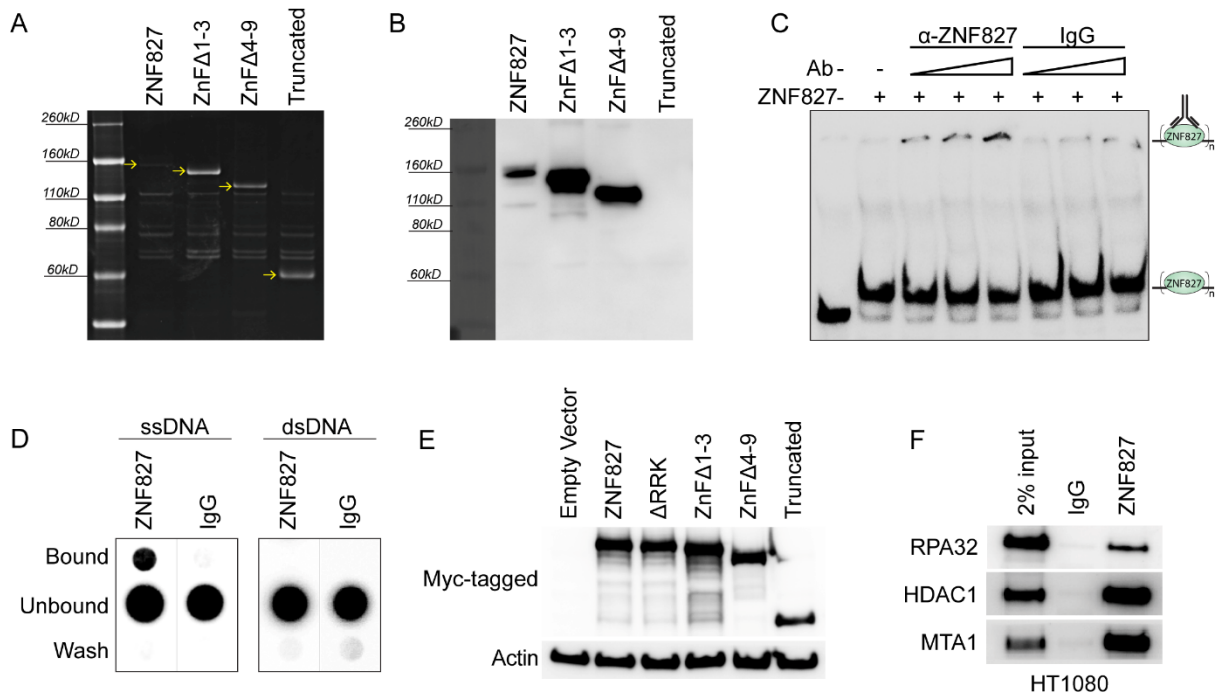 A
ZNF827
ZnFΔ1-3
ZnFΔ4-9
Truncated
260kD
160kD
110kD
80kD
60kD
B
ZNF827
ZnFΔ1-3
ZnFΔ4-9
Truncated
260kD
160kD
110kD
80kD
60kD
C
α-ZNF827 IgG
Ab - -
ZNF827- + + + + + + +
ZNF827 n
ZNF827 n
D
ssDNA dsDNA
ZNF827 IgG ZNF827 IgG
Bound
Unbound
Wash
E
Empty Vector
ZNF827
ΔRRK
ZnFΔ1-3
ZnFΔ4-9
Truncated
Myc-tagged
Actin
F
2% input
IgG
ZNF827
RPA32
HDAC1
MTA1
HT1080